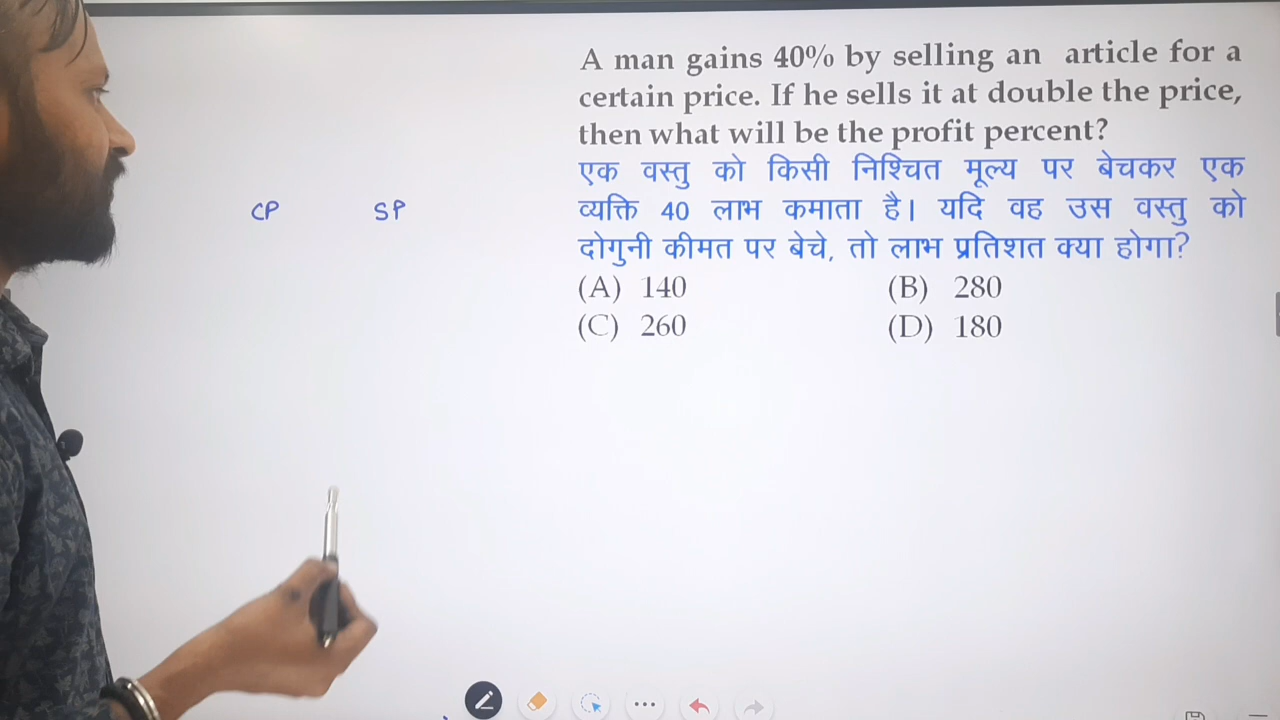 A man gains 40% by selling an article for a
certain price. If he sells it at double the price,
then what will be the profit percent?
एक वस्तु को किसी निश्चित मूल्य पर बेचकर एक
व्यक्ति 40 लाभ कमाता है। यदि वह उस वस्तु को
दोगुनी कीमत पर बेचे, तो लाभ प्रतिशत क्या होगा?
(A) 140 (B) 280
(C) 260 (D) 180
CP SP